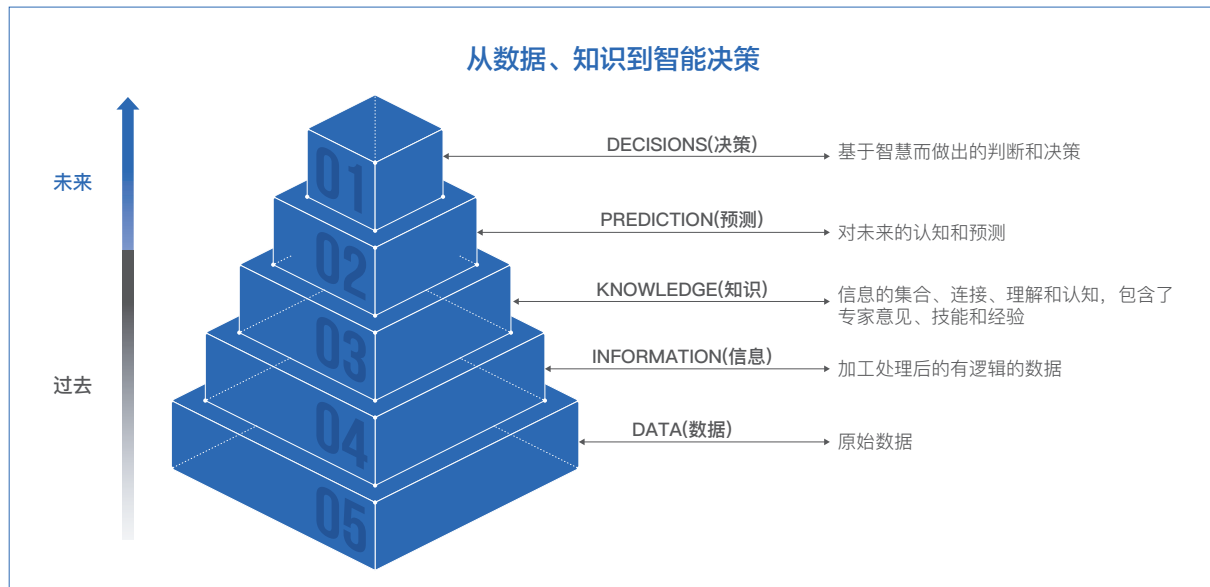 从数据、知识到智能决策
未来
过去
01
DECISIONS(决策)
基于智慧而做出的判断和决策
02
PREDICTION(预测)
对未来的认知和预测
03
KNOWLEDGE(知识)
信息的集合、连接、理解和认知，包含了
专家意见、技能和经验
04
INFORMATION(信息)
加工处理后的有逻辑的数据
05
DATA(数据)
原始数据